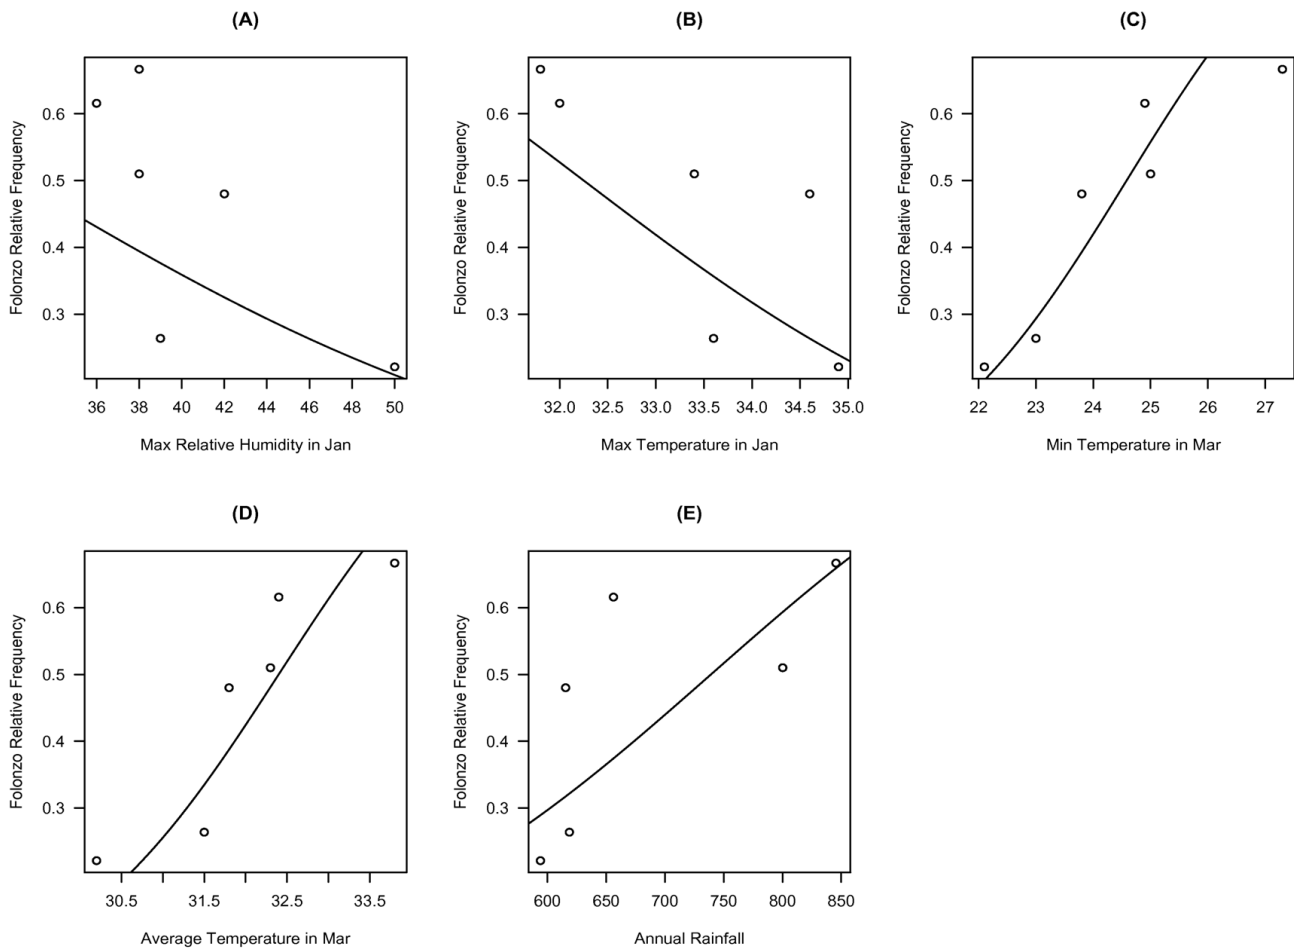 (A)
Folonzo Relative Frequency
0.6
0.5
0.4
0.3
36 38 40 42 44 46 48 50
Max Relative Humidity in Jan
(B)
Folonzo Relative Frequency
0.6
0.5
0.4
0.3
32.0 32.5 33.0 33.5 34.0 34.5 35.0
Max Temperature in Jan
(C)
Folonzo Relative Frequency
0.6
0.5
0.4
0.3
22 23 24 25 26 27
Min Temperature in Mar
(D)
Folonzo Relative Frequency
0.6
0.5
0.4
0.3
30.5 31.5 32.5 33.5
Average Temperature in Mar
(E)
Folonzo Relative Frequency
0.6
0.5
0.4
0.3
600 650 700 750 800 850
Annual Rainfall